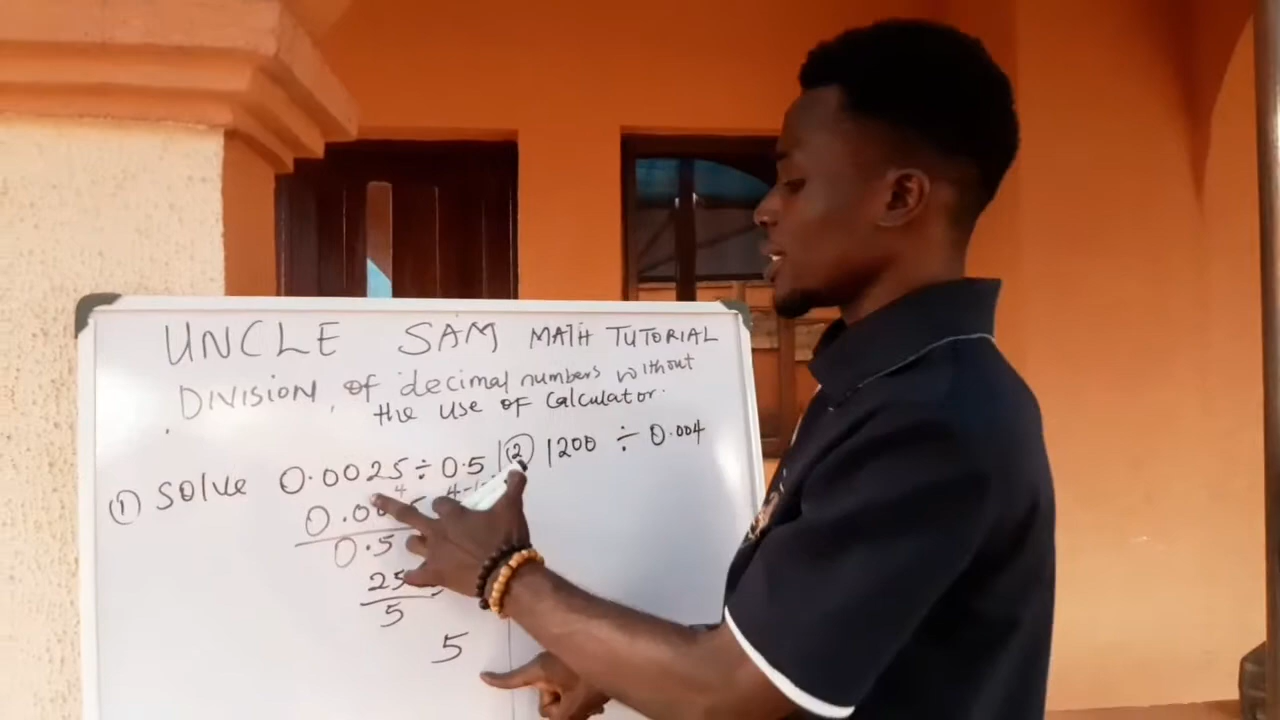 UNCLE SAM MATH TUTORIAL
DIVISION of decimal numbers without
the use of calculator.
① Solve 0.0025 ÷ 0.5
② 1200 ÷ 0.004
0.5
25
5
5